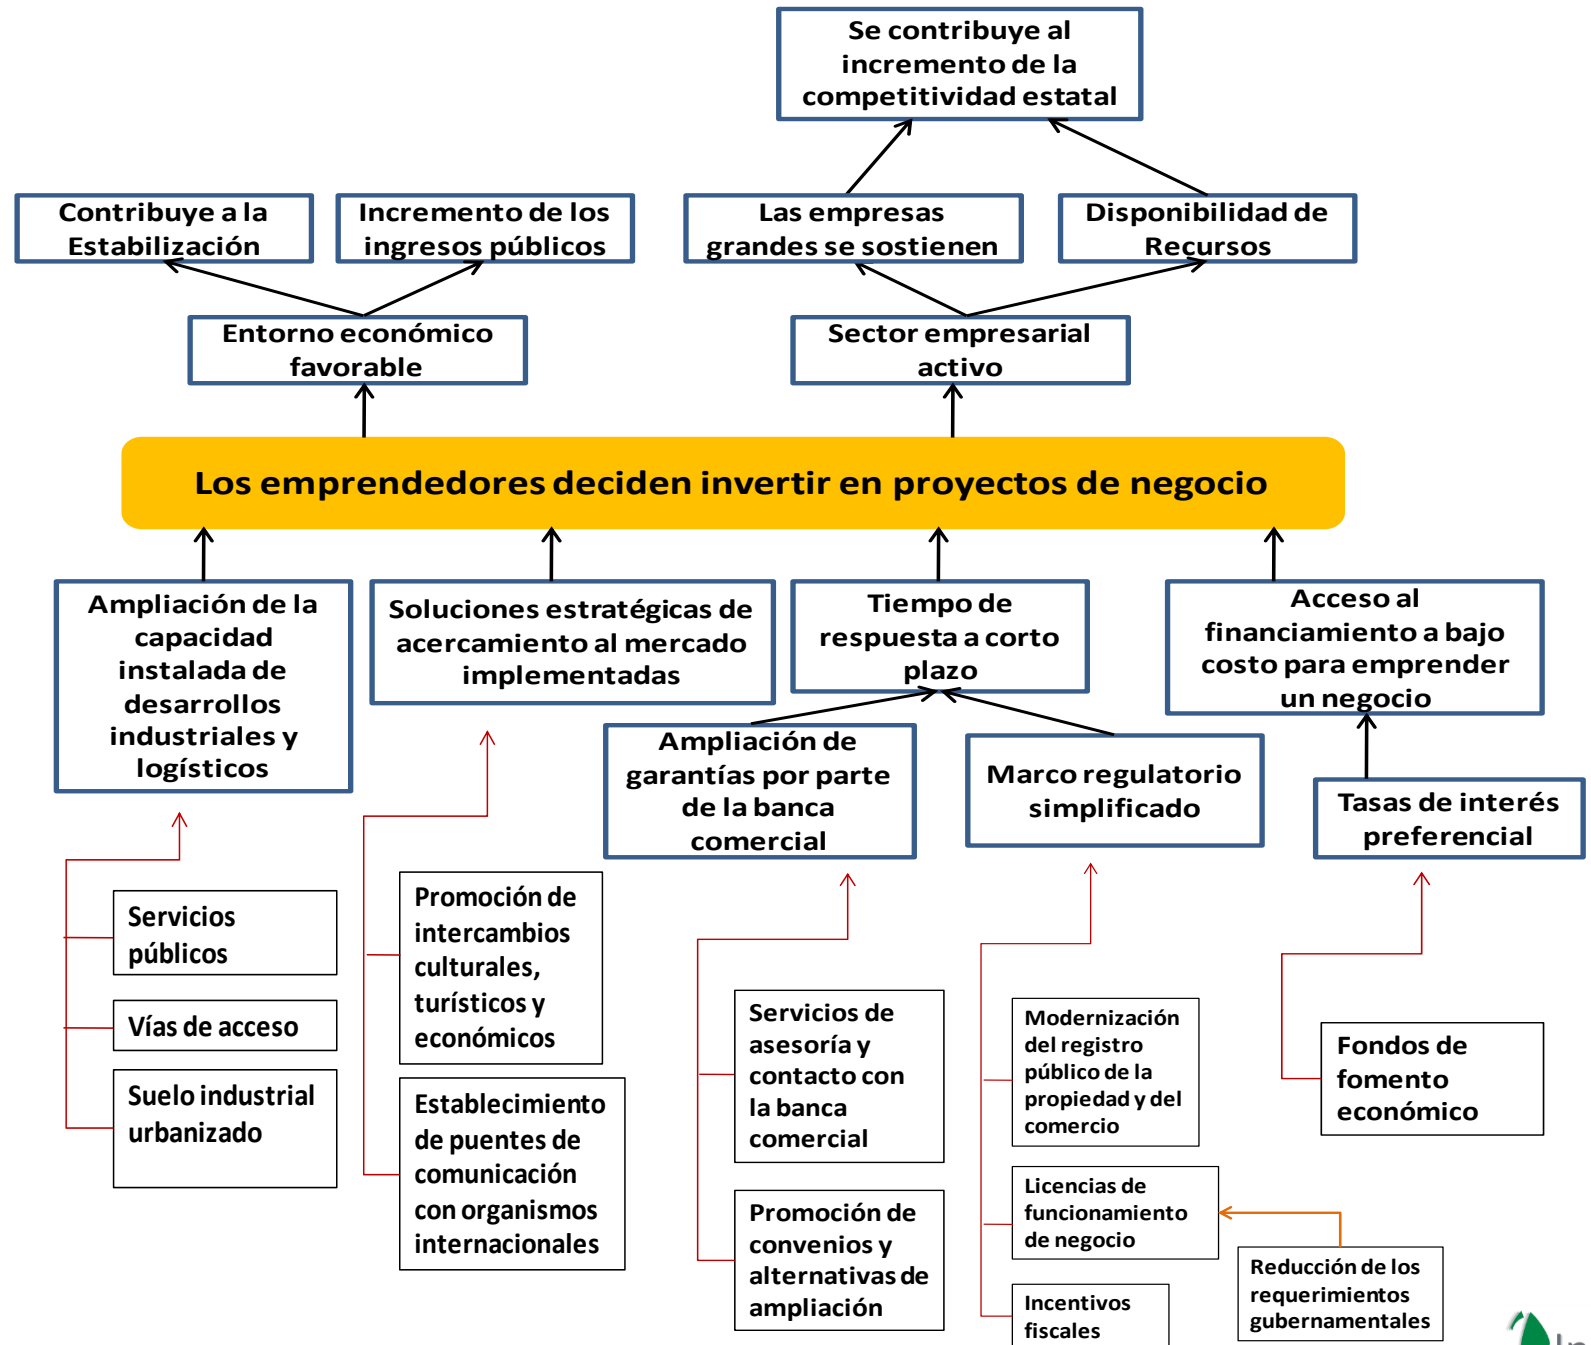 Se contribuye al
incremento de la
competitividad estatal
Contribuye a la
Estabilización
Incremento de los
ingresos públicos
Las empresas
grandes se sostienen
Disponibilidad de
Recursos
Entorno económico
favorable
Sector empresarial
activo
Los emprendedores deciden invertir en proyectos de negocio
Ampliación de la
capacidad
instalada de
desarrollos
industriales y
logísticos
Soluciones estratégicas de
acercamiento al mercado
implementadas
Tiempo de
respuesta a corto
plazo
Acceso al
financiamiento a bajo
costo para emprender
un negocio
Ampliación de
garantías por parte
de la banca
comercial
Marco regulatorio
simplificado
Tasas de interés
preferencial
Servicios
públicos
Vías de acceso
Suelo industrial
urbanizado
Promoción de
intercambios
culturales,
turísticos y
económicos
Establecimiento
de puentes de
comunicación
con organismos
internacionales
Servicios de
asesoría y
contacto con
la banca
comercial
Promoción de
convenios y
alternativas de
ampliación
Modernización
del registro
público de la
propiedad y del
comercio
Licencias de
funcionamiento
de negocio
Incentivos
fiscales
Fondos de
fomento
económico
Reducción de los
requerimientos
gubernamentales